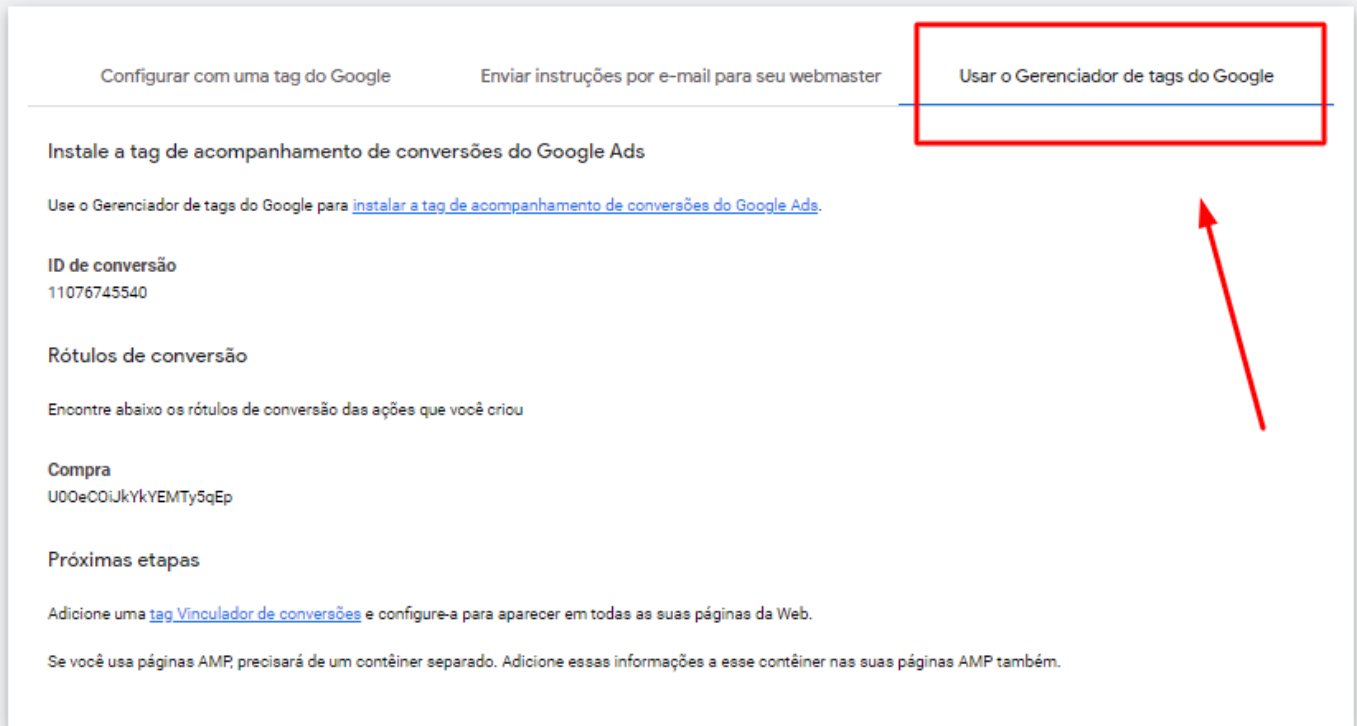 Configurar com uma tag do Google
Enviar instruções por e-mail para seu webmaster
Usar o Gerenciador de tags do Google
Instale a tag de acompanhamento de conversões do Google Ads
Use o Gerenciador de tags do Google para instalar a tag de acompanhamento de conversões do Google Ads.
ID de conversão
11076745540
Rótulos de conversão
Encontre abaixo os rótulos de conversão das ações que você criou
Compra
U0OeCOiJkYkYEMTy5qEp
Próximas etapas
Adicione uma tag Vinculador de conversões e configure-a para aparecer em todas as suas páginas da Web.
Se você usa páginas AMP, precisará de um contêiner separado. Adicione essas informações a esse contêiner nas suas páginas AMP também.